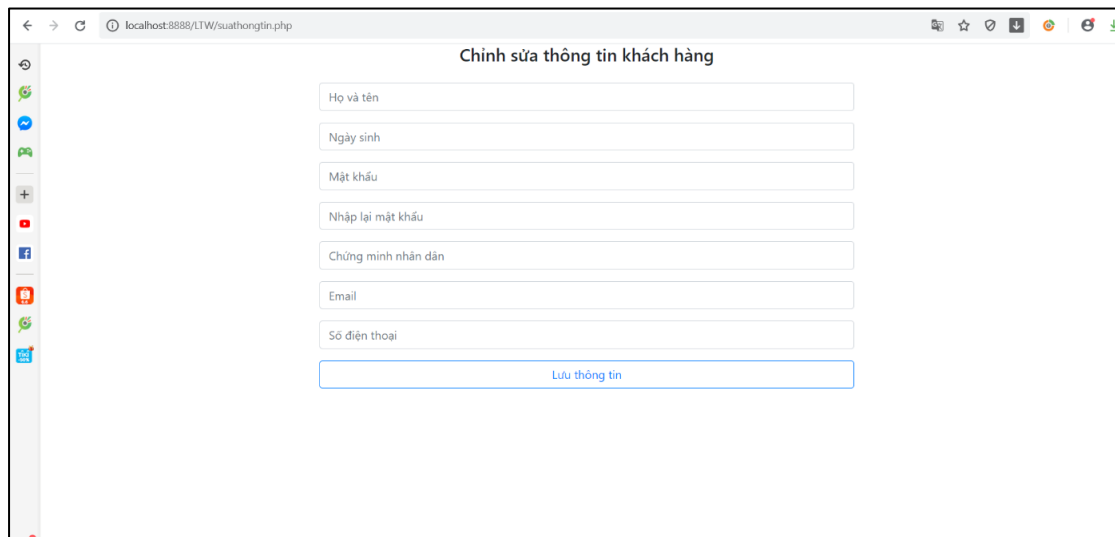 localhost:8888/LTW/suathongtin.php
Chỉnh sửa thông tin khách hàng
Họ và tên
Ngày sinh
Mật khẩu
Nhập lại mật khẩu
Chứng minh nhân dân
Email
Số điện thoại
Lưu thông tin